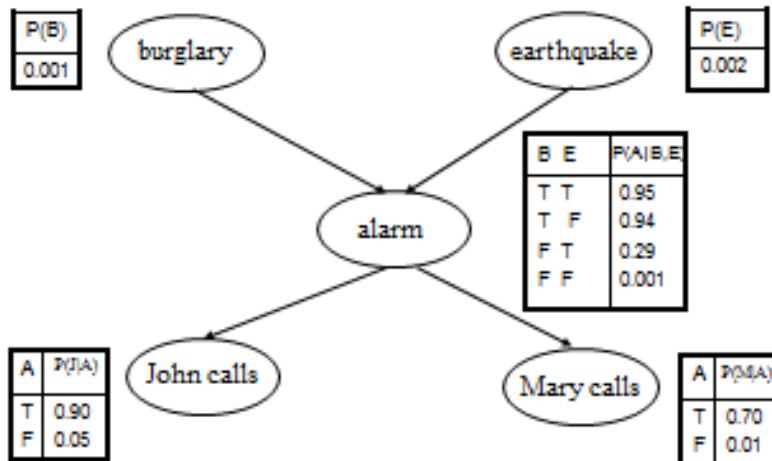 P(B)
0.001
burglary
earthquake
P(E)
0.002
B E P(A|B,E)
T T 0.95
T F 0.94
F T 0.29
F F 0.001
alarm
A P(J|A)
T 0.90
F 0.05
John calls
Mary calls
A P(M|A)
T 0.70
F 0.01